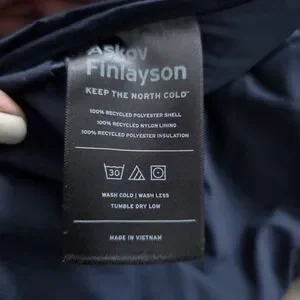 Askov
Finlayson
KEEP THE NORTH COLD™
100% RECYCLED POLYESTER SHELL
100% RECYCLED NYLON LINING
100% RECYCLED POLYESTER INSULATION
30
WASH COLD | WASH LESS
TUMBLE DRY LOW
MADE IN VIETNAM